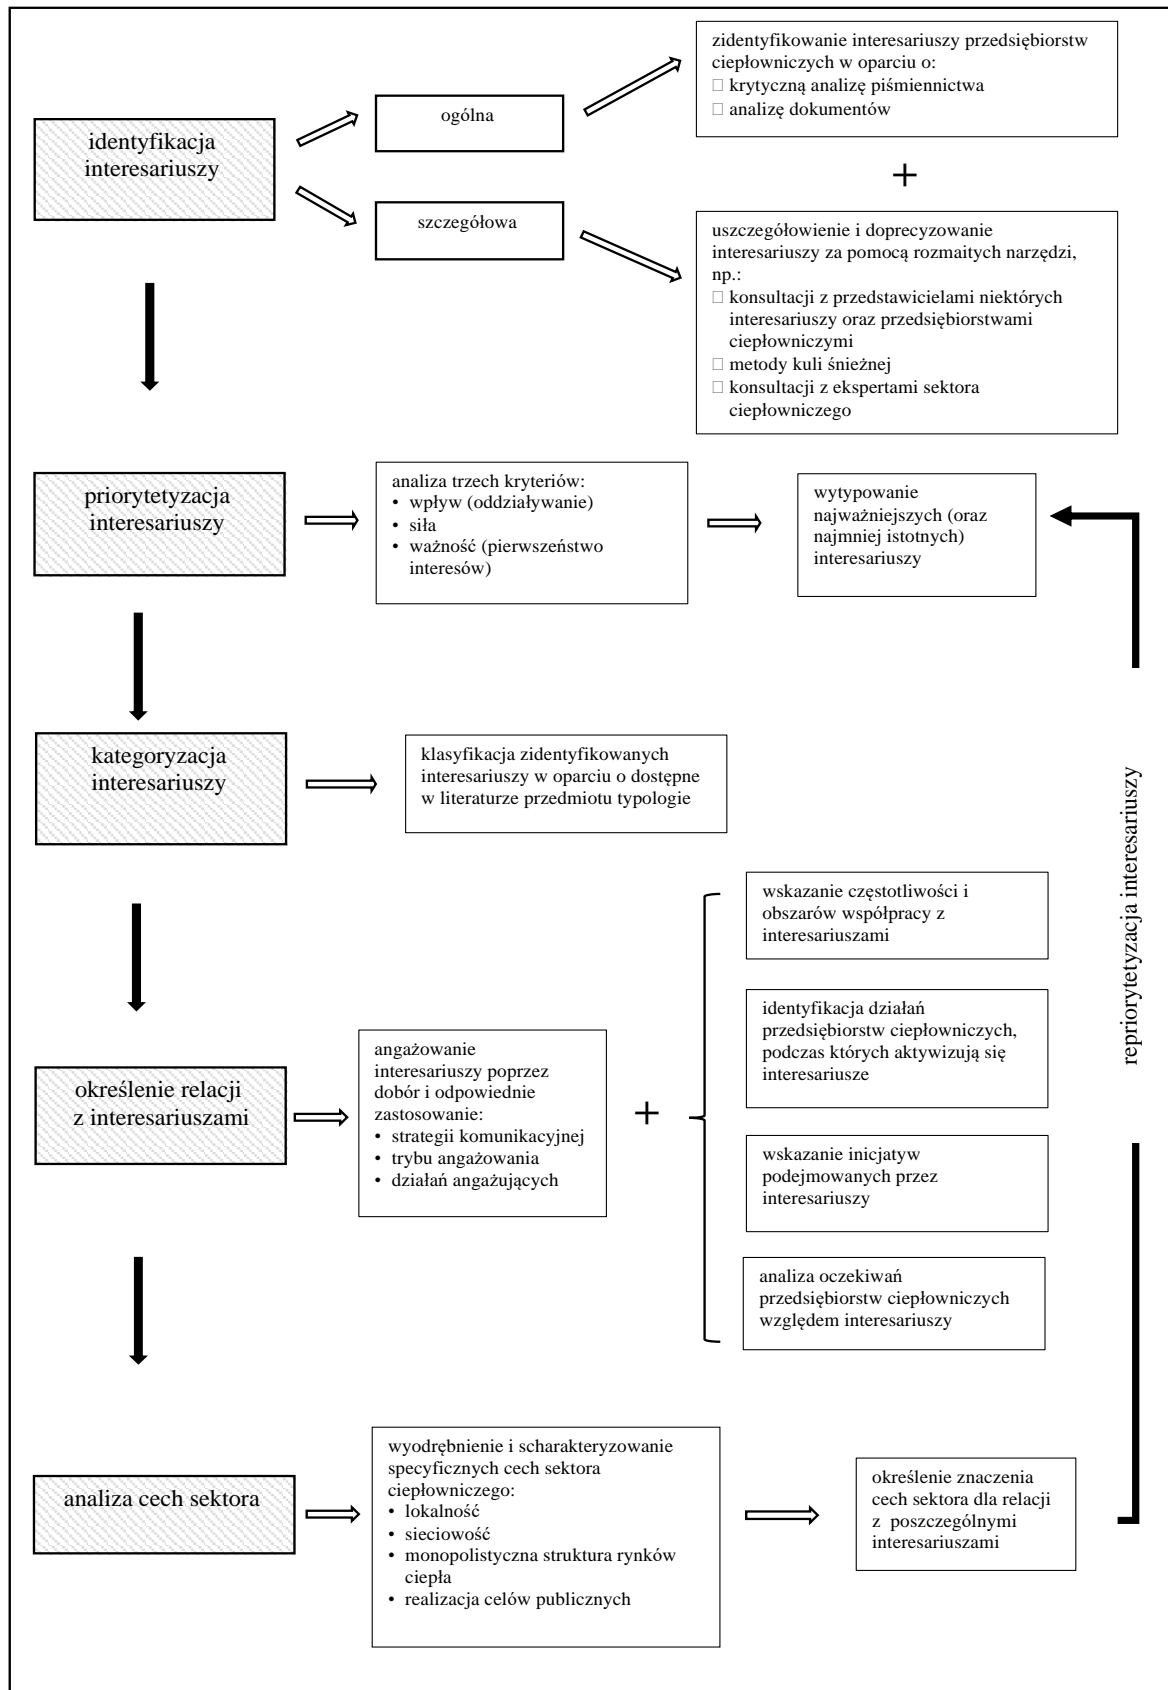 identyfikacja
interesariuszy
ogólna
zidentyfikowanie interesariuszy przedsiębiorstw
ciepłowniczych w oparciu o:
□ krytyczną analizę piśmiennictwa
□ analizę dokumentów
+
szczegółowa
uszczegółowienie i doprecyzowanie
interesariuszy za pomocą rozmaitych narzędzi,
np.:
□ konsultacji z przedstawicielami niektórych
interesariuszy oraz przedsiębiorstwami
ciepłowniczymi
□ metody kuli śnieżnej
□ konsultacji z ekspertami sektora
ciepłowniczego
priorytetyzacja
interesariuszy
analiza trzech kryteriów:
• wpływ (oddziaływanie)
• siła
• ważność (pierwszeństwo
interesów)
wytypowanie
najważniejszych (oraz
najmniej istotnych)
interesariuszy
kategoryzacja
interesariuszy
klasyfikacja zidentyfikowanych
interesariuszy w oparciu o dostępne
w literaturze przedmiotu typologie
repriorytetyzacja interesariuszy
określenie relacji
z interesariuszami
angażowanie
interesariuszy poprzez
dobór i odpowiednie
zastosowanie:
• strategii komunikacyjnej
• trybu angażowania
• działań angażujących
+
wskazanie częstotliwości i
obszarów współpracy z
interesariuszami
identyfikacja działań
przedsiębiorstw ciepłowniczych,
podczas których aktywizują się
interesariusze
wskazanie inicjatyw
podejmowanych przez
interesariuszy
analiza oczekiwań
przedsiębiorstw ciepłowniczych
względem interesariuszy
analiza cech sektora
wyodrębnienie i scharakteryzowanie
specyficznych cech sektora
ciepłowniczego:
• lokalność
• sieciowość
• monopolistyczna struktura rynków
ciepła
• realizacja celów publicznych
określenie znaczenia
cech sektora dla relacji
z poszczególnymi
interesariuszami